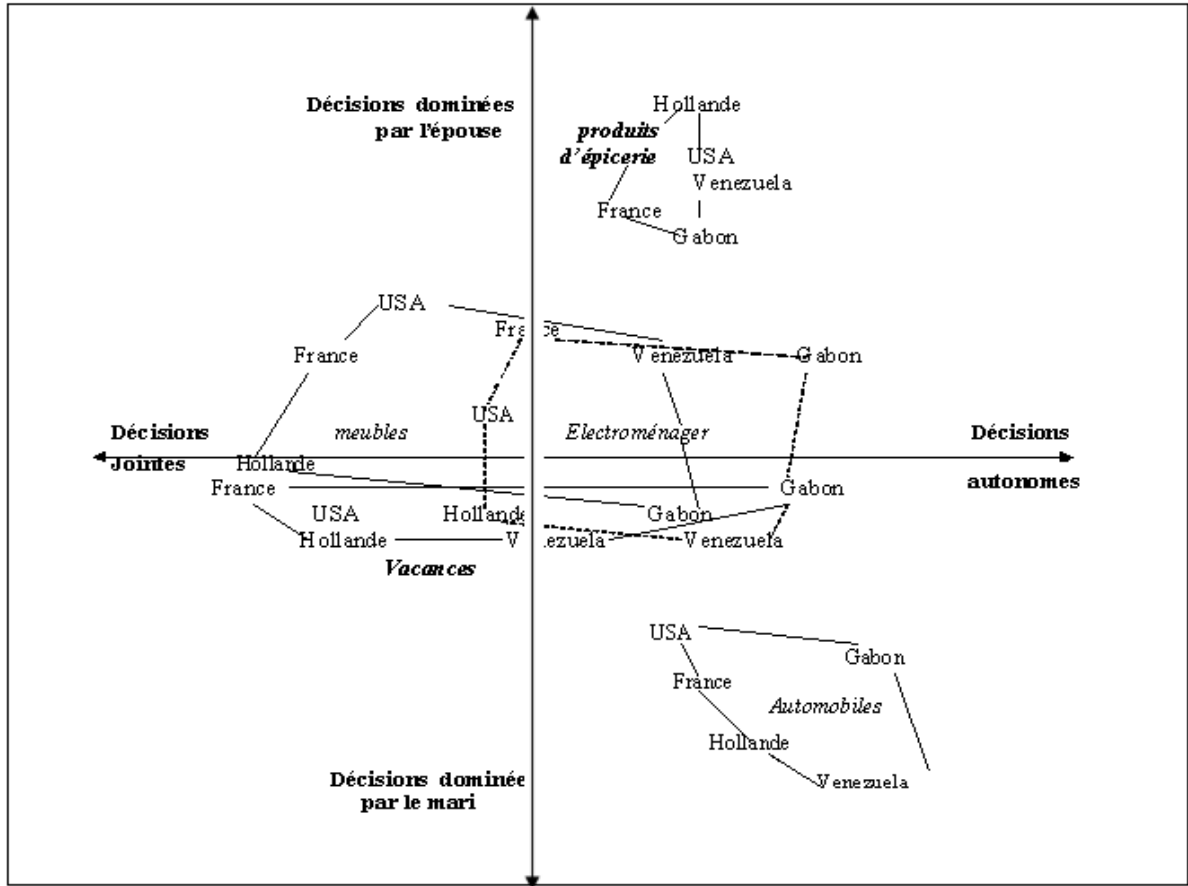 Décisions dominées
par l'épouse
Hollande
produits
d'épicerie
USA
Venezuela
France
Gabon
USA
France
France
Venezuela
Gabon
USA
Décisions
Jointes
meubles
Electroménager
Décisions
autonomes
Hollande
France
Gabon
USA
Hollande
Gabon
Hollande
Venezuela
Vacances
USA
Gabon
France
Automobiles
Hollande
Venezuela
Décisions dominée
par le mari